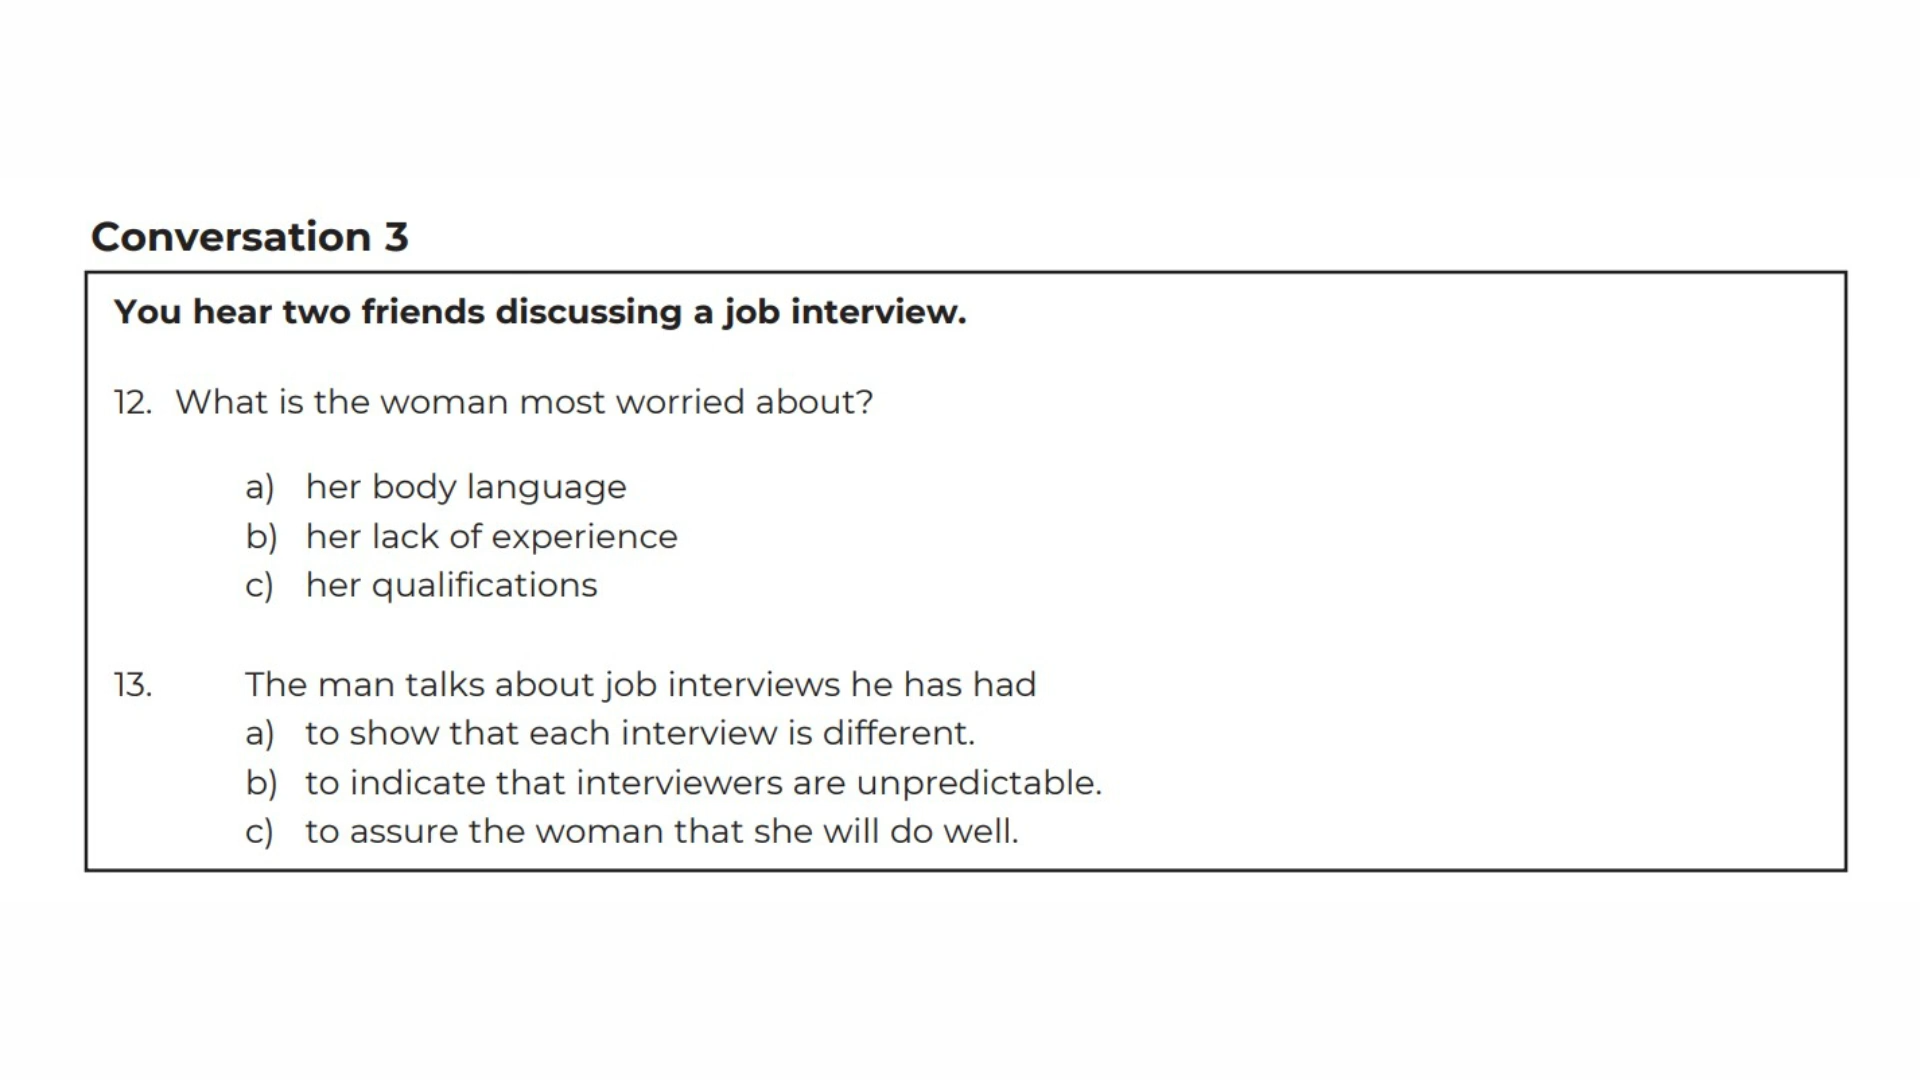 Conversation 3
You hear two friends discussing a job interview.
12. What is the woman most worried about?
a) her body language
b) her lack of experience
c) her qualifications
13. The man talks about job interviews he has had
a) to show that each interview is different.
b) to indicate that interviewers are unpredictable.
c) to assure the woman that she will do well.